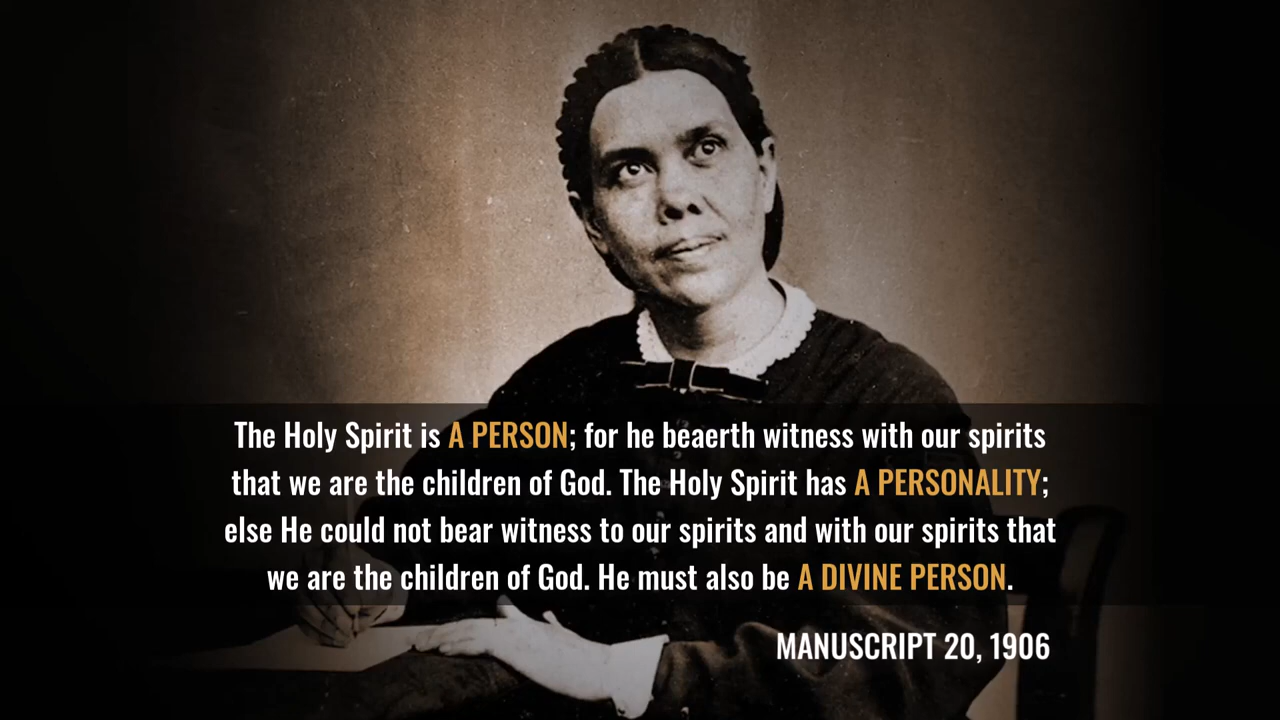 The Holy Spirit is A PERSON; for he beaerth witness with our spirits
that we are the children of God. The Holy Spirit has A PERSONALITY;
else He could not bear witness to our spirits and with our spirits that
we are the children of God. He must also be A DIVINE PERSON.
MANUSCRIPT 20, 1906